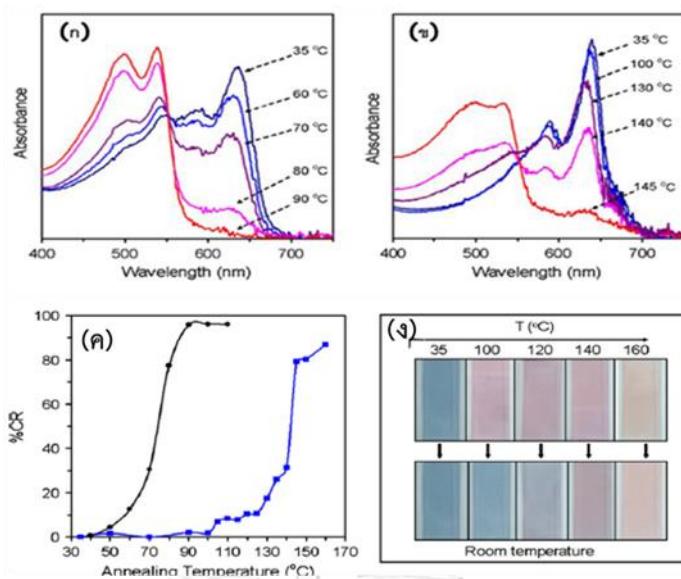 (ก)
Absorbance
35 °C
60 °C
70 °C
80 °C
90 °C
400 500 600 700
Wavelength (nm)
(ข)
Absorbance
35 °C
100 °C
130 °C
140 °C
145 °C
400 500 600 700
Wavelength (nm)
(ค)
%CR
100
80
60
40
20
0
30 50 70 90 110 130 150 170
Annealing Temperature (°C)
(ง)
T (°C)
35 100 120 140 160
Room temperature